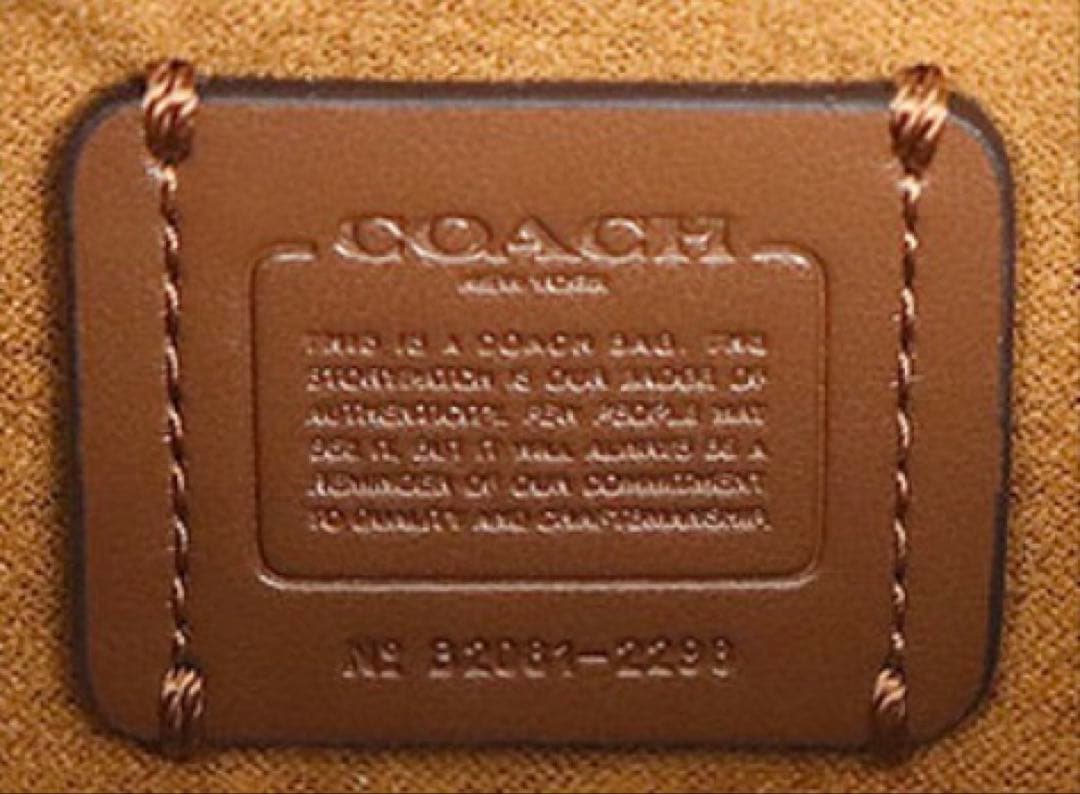 COACH
NEW YORK
THIS IS A COACH BAG. THE
STORYPATCH IS OUR BADGE OF
AUTHENTICITY. FEW PEOPLE MAY
SEE IT, BUT IT WILL ALWAYS BE A
REMINDER OF OUR COMMITMENT
TO QUALITY AND CRAFTSMANSHIP.
Nº